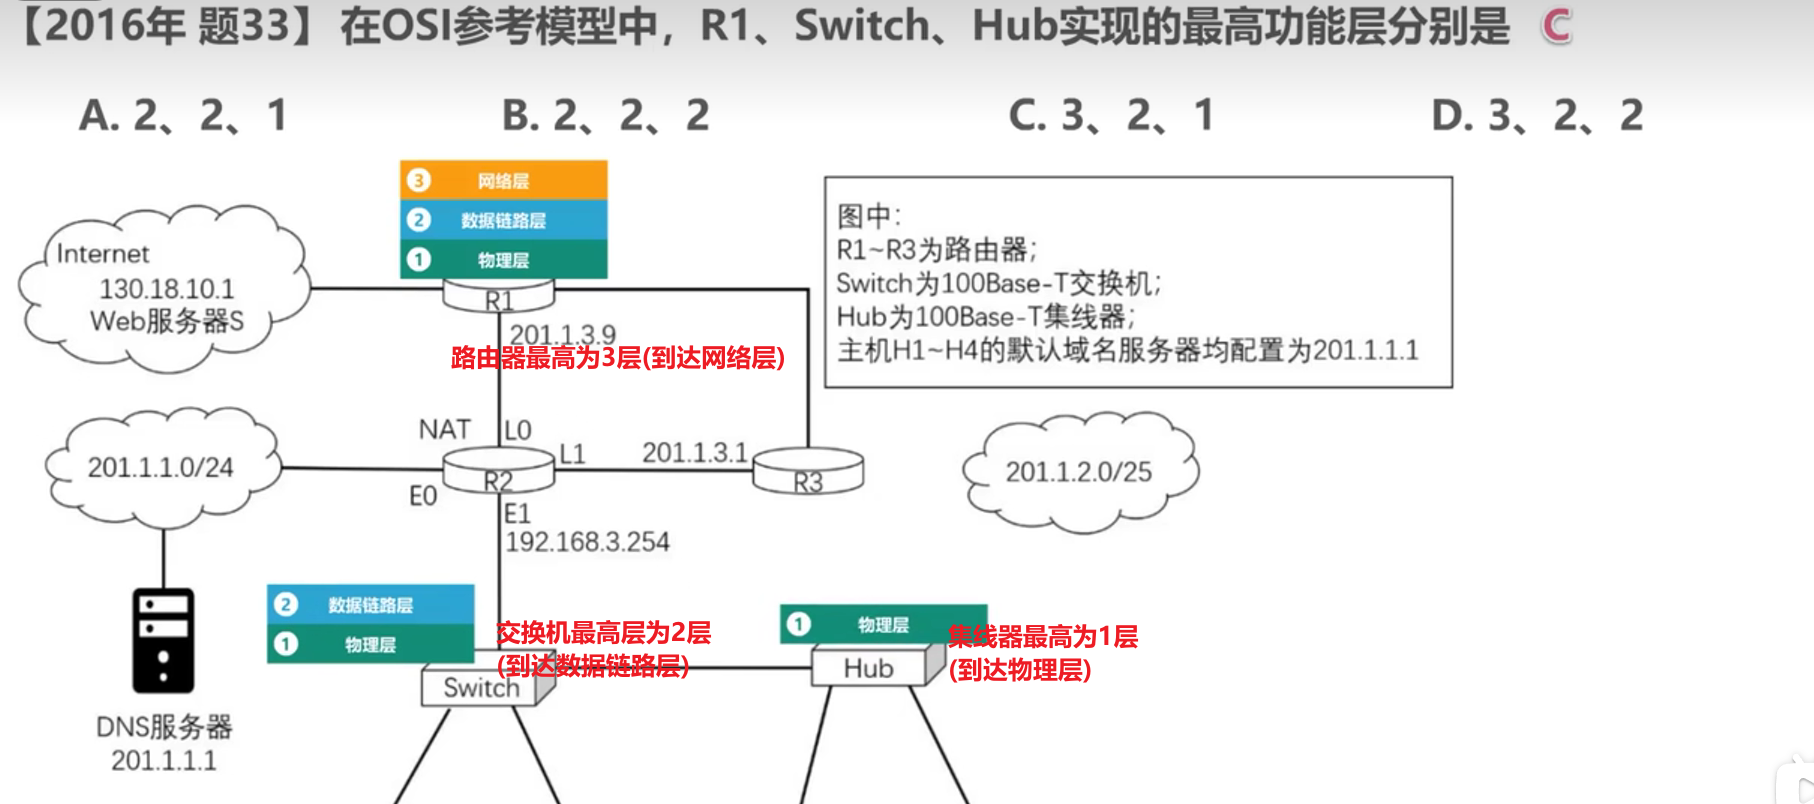 【2016年 题33】在OSI参考模型中，R1、Switch、Hub实现的最高功能层分别是 C
A. 2、2、1
B. 2、2、2
C. 3、2、1
D. 3、2、2
3 网络层
2 数据链路层
1 物理层
R1
图中：
R1~R3为路由器；
Switch为100Base-T交换机；
Hub为100Base-T集线器；
主机H1~H4的默认域名服务器均配置为201.1.1.1
Internet
130.18.10.1
Web服务器S
201.1.3.9
路由器最高为3层(到达网络层)
NAT
L0
L1
201.1.3.1
R2
R3
E0
E1
192.168.3.254
201.1.1.0/24
201.1.2.0/25
2 数据链路层
1 物理层
交换机最高层为2层
(到达数据链路层)
Switch
1 物理层
集线器最高为1层
(到达物理层)
Hub
DNS服务器
201.1.1.1